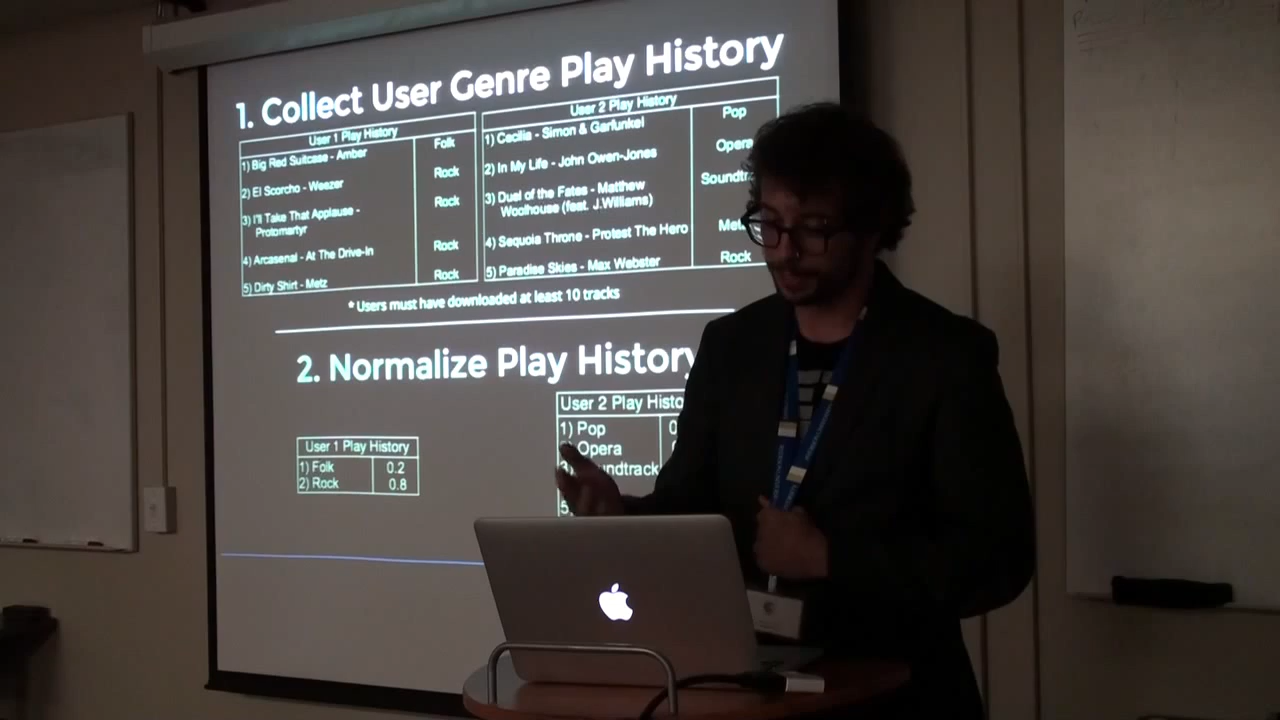 1. Collect User Genre Play History
User 1 Play History
1) Big Red Suitcase - Amber Folk
2) El Scorcho - Weezer Rock
3) I'll Take That Applause - Rock
Protomartyr
4) Arcasenal - At The Drive-In Rock
5) Dirty Shirt - Metz Rock
User 2 Play History
1) Cecilia - Simon & Garfunkel Pop
2) In My Life - John Owen-Jones Opera
3) Duel of the Fates - Matthew
Woolhouse (feat. J.Williams)
4) Sequoia Throne - Protest The Hero
5) Paradise Skies - Max Webster Rock
* Users must have downloaded at least 10 tracks
2. Normalize Play History
User 1 Play History
1) Folk 0.2
2) Rock 0.8
User 2 Play
1) Pop
Opera